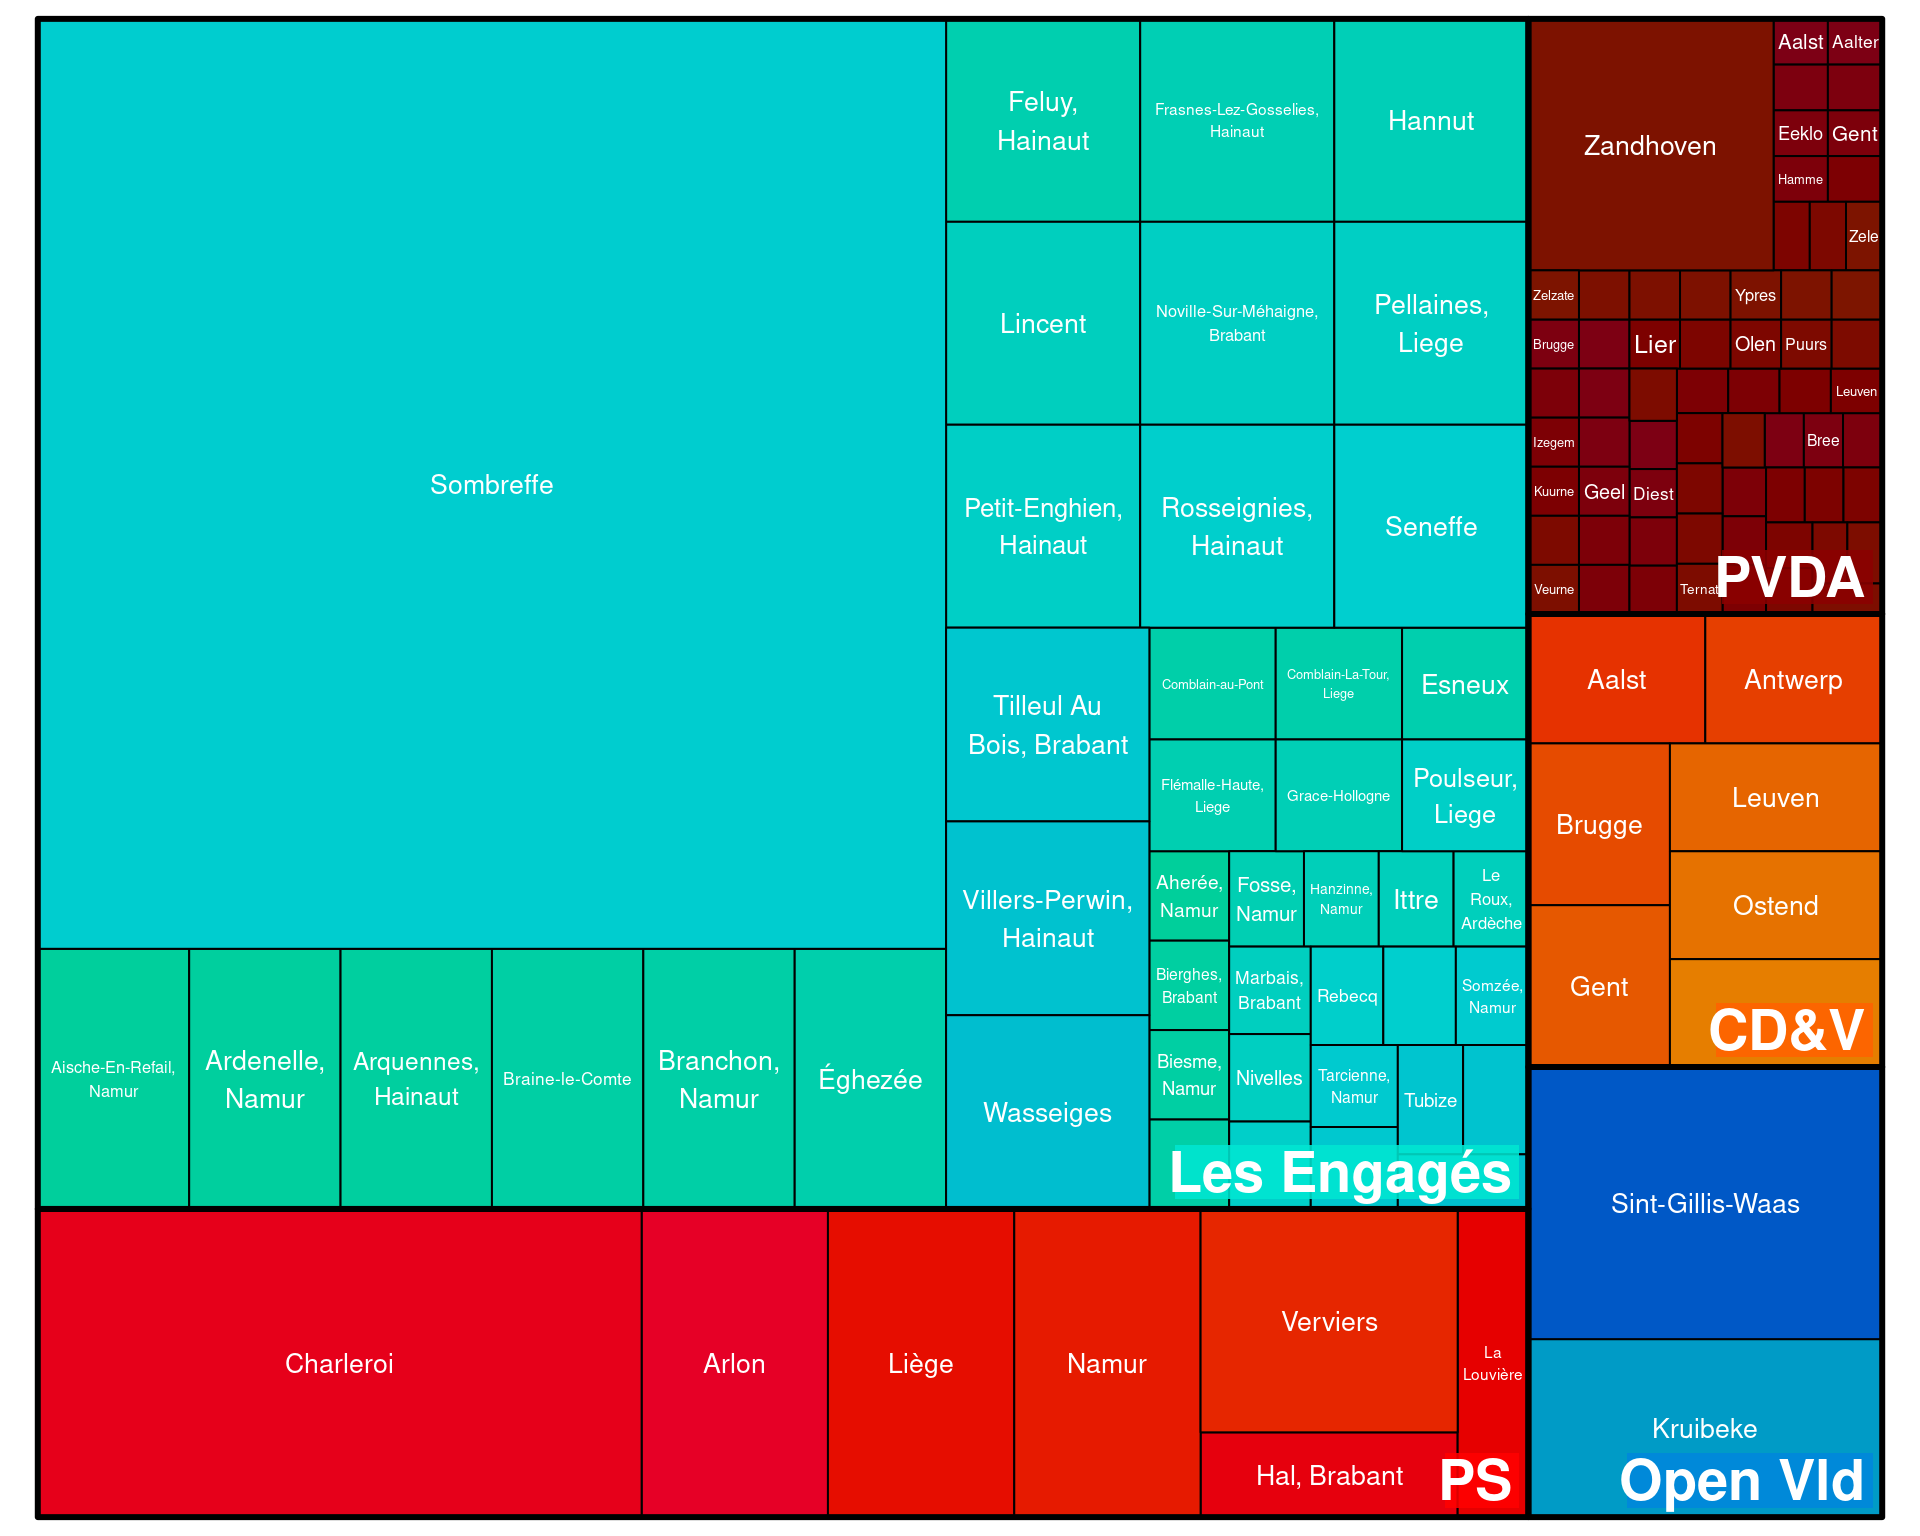 Sombreffe
Feluy,
Hainaut
Frasnes-Lez-Gosselies,
Hainaut
Hannut
Lincent
Noville-Sur-Méhaigne,
Brabant
Pellaines,
Liege
Petit-Enghien,
Hainaut
Rosseignies,
Hainaut
Seneffe
Tilleul Au
Bois, Brabant
Villers-Perwin,
Hainaut
Wasseiges
Comblain-au-Pont
Comblain-La-Tour,
Liege
Esneux
Flémalle-Haute,
Liege
Grace-Hollogne
Poulseur,
Liege
Aherée,
Namur
Fosse,
Namur
Hanzinne,
Namur
Ittre
Le
Roux,
Ardèche
Bierghes,
Brabant
Marbais,
Brabant
Rebecq
Somzée,
Namur
Biesme,
Namur
Nivelles
Tarcienne,
Namur
Tubize
Aische-En-Refail,
Namur
Ardenelle,
Namur
Arquennes,
Hainaut
Braine-le-Comte
Branchon,
Namur
Éghezée
Les Engagés
Charleroi
Arlon
Liège
Namur
Verviers
La
Louvière
Hal, Brabant
PS
Zandhoven
Aalst
Aalter
Eeklo
Gent
Hamme
Zele
Zelzate
Ypres
Brugge
Lier
Olen
Puurs
Leuven
Izegem
Bree
Kuurne
Geel
Diest
Veurne
Ternat
PVDA
Aalst
Antwerp
Brugge
Leuven
Ostend
Gent
CD&V
Sint-Gillis-Waas
Kruibeke
Open Vld